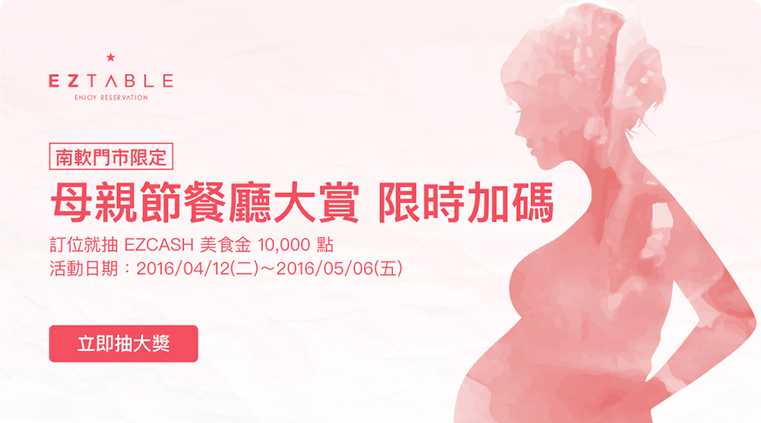 EZTABLE
ENJOY RESERVATION
南軟門市限定
母親節餐廳大賞 限時加碼
訂位就抽 EZCASH 美食金 10,000 點
活動日期：2016/04/12(二)～2016/05/06(五)
立即抽大獎